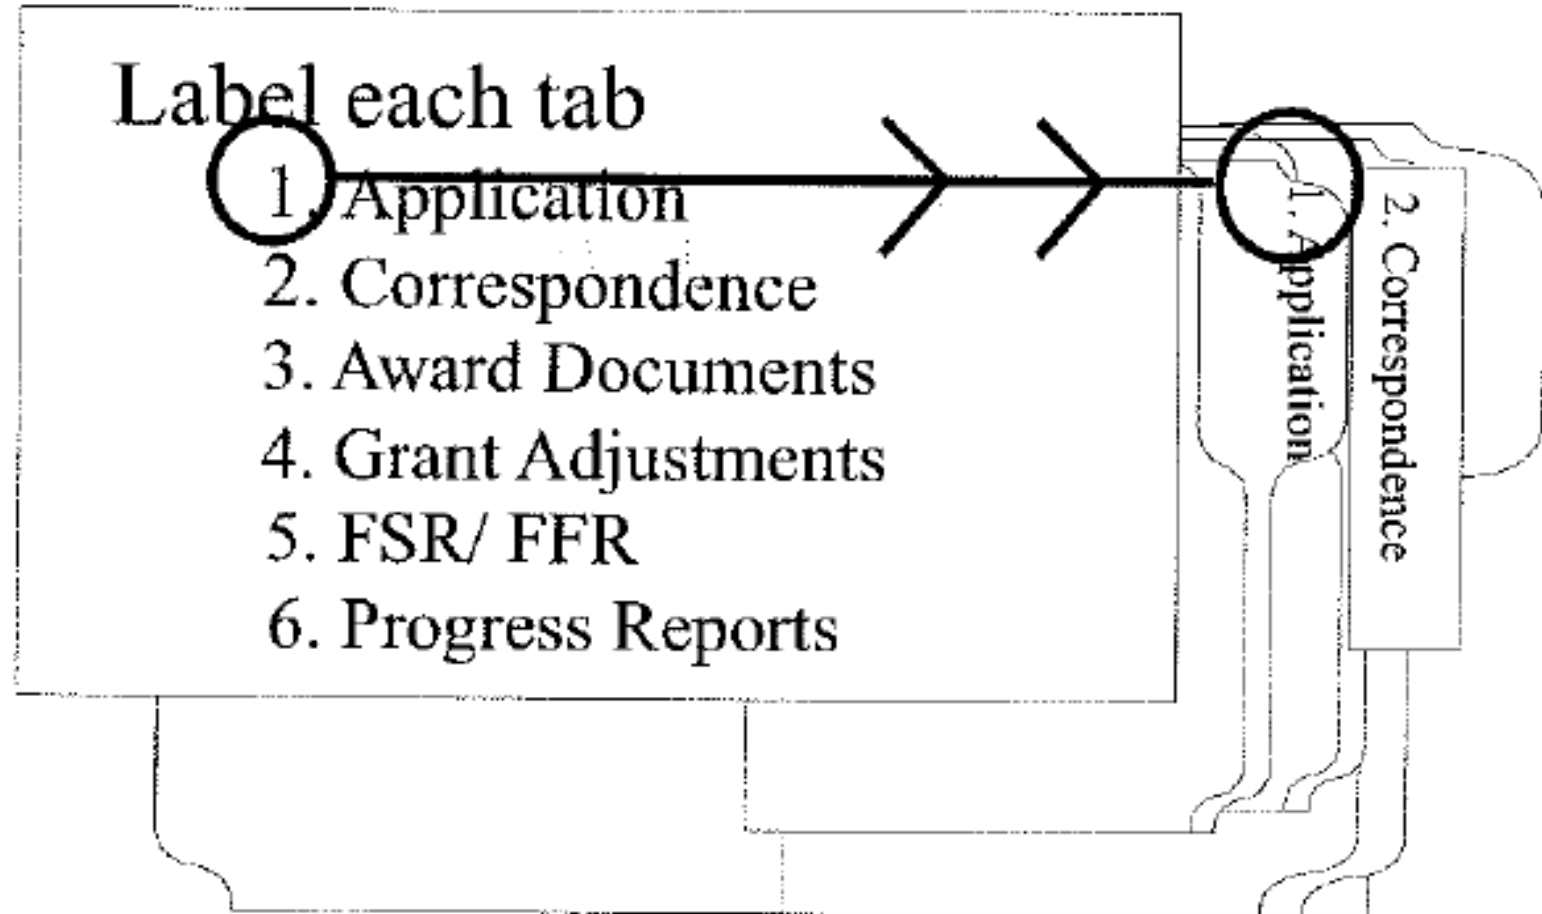 Label each tab
1. Application
2. Correspondence
3. Award Documents
4. Grant Adjustments
5. FSR/ FFR
6. Progress Reports
1. Application
2. Correspondence